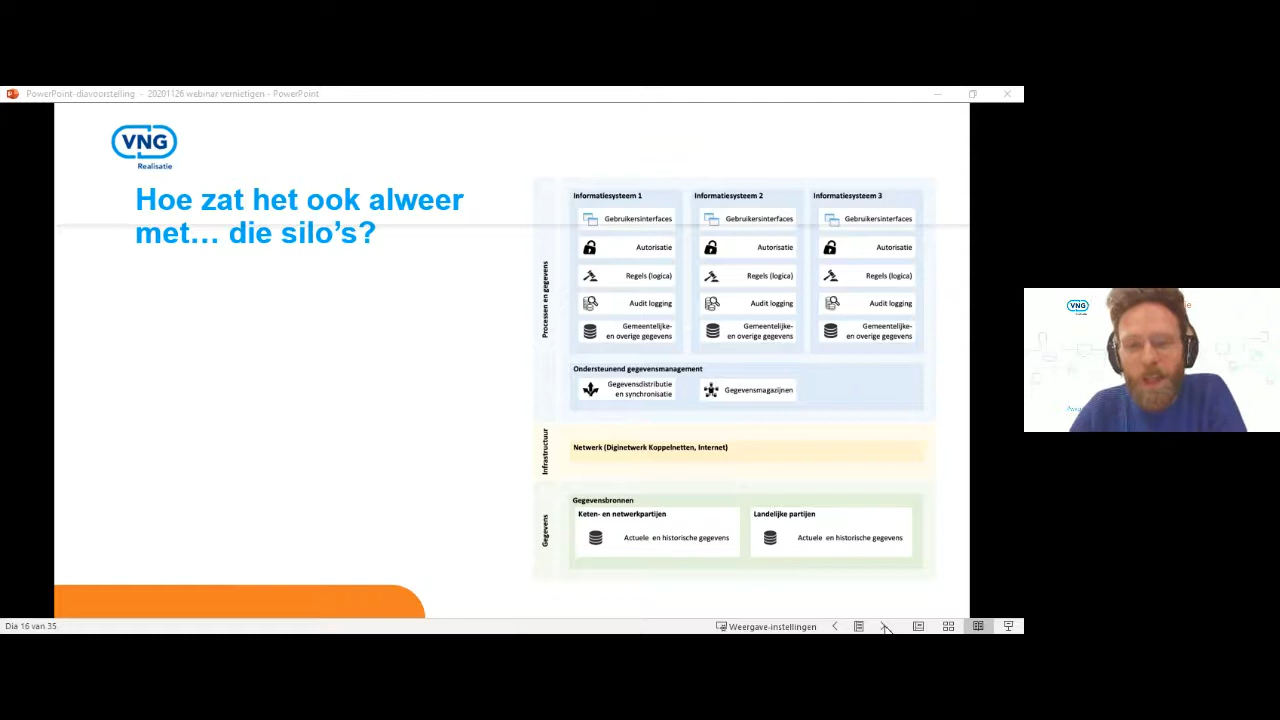 PowerPoint-diavoorstelling - 20201126 webinar vernietigen - PowerPoint
VNG
Realisatie
Hoe zat het ook alweer
met… die silo's?
Processen en gegevens
Informatiesysteem 1
Gebruikersinterfaces
Autorisatie
Regels (logica)
Audit logging
Gemeentelijke-
en overige gegevens
Informatiesysteem 2
Gebruikersinterfaces
Autorisatie
Regels (logica)
Audit logging
Gemeentelijke-
en overige gegevens
Informatiesysteem 3
Gebruikersinterfaces
Autorisatie
Regels (logica)
Audit logging
Gemeentelijke-
en overige gegevens
Ondersteunend gegevensmanagement
Gegevensdistributie
en synchronisatie
Gegevensmagazijnen
Infrastructuur
Netwerk (Diginetwerk Koppelnetten, Internet)
Gegevens
Gegevensbronnen
Keten- en netwerkpartijen
Actuele en historische gegevens
Landelijke partijen
Actuele en historische gegevens
Dia 16 van 35
Weergave-instellingen
VNG